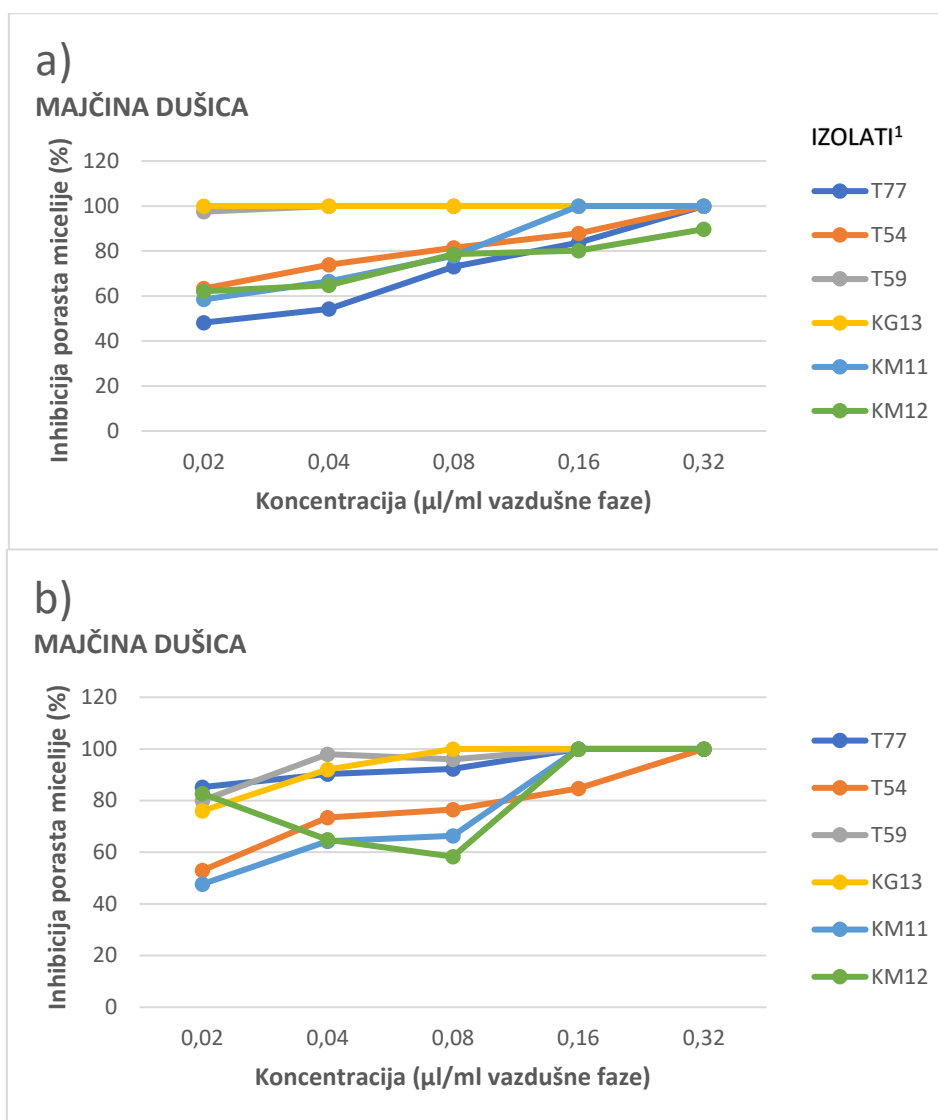 a)
MAJČINA DUŠICA
IZOLATI¹
Inhibicija porasta micelije (%)
120
100
80
60
40
20
0
0,02 0,04 0,08 0,16 0,32
Koncentracija (µl/ml vazdušne faze)
T77
T54
T59
KG13
KM11
KM12
b)
MAJČINA DUŠICA
Inhibicija porasta micelije (%)
120
100
80
60
40
20
0
0,02 0,04 0,08 0,16 0,32
Koncentracija (µl/ml vazdušne faze)
T77
T54
T59
KG13
KM11
KM12